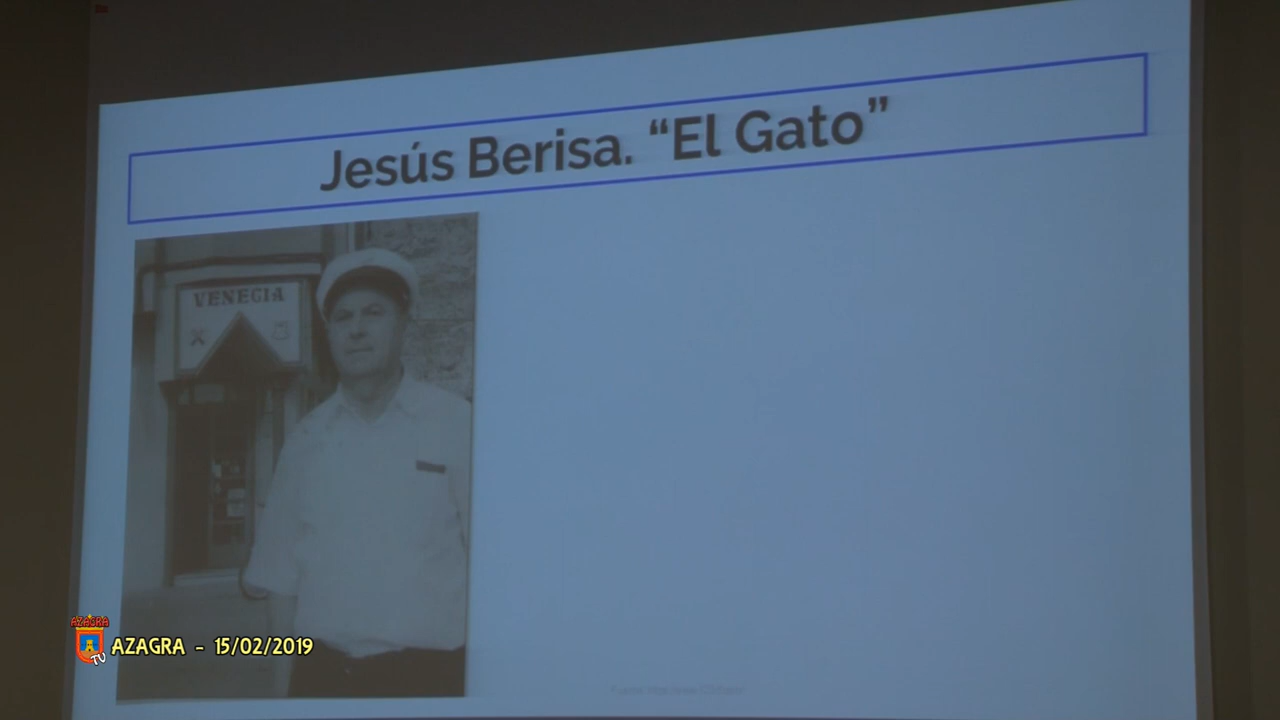 Jesús Berisa. “El Gato”
VENECIA
AZAGRA
TV
AZAGRA - 15/02/2019